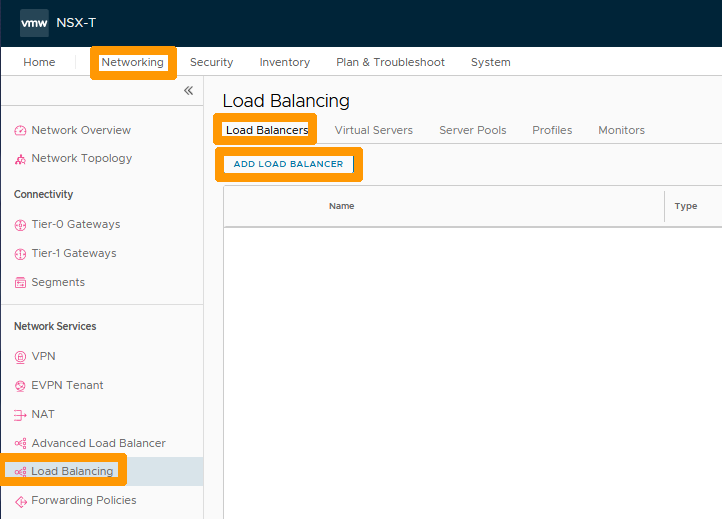 vmw NSX-T
Home Networking Security Inventory Plan & Troubleshoot System
«
Network Overview
Network Topology
Connectivity
Tier-0 Gateways
Tier-1 Gateways
Segments
Network Services
VPN
EVPN Tenant
NAT
Advanced Load Balancer
Load Balancing
Forwarding Policies
Load Balancing
Load Balancers Virtual Servers Server Pools Profiles Monitors
ADD LOAD BALANCER
Name Type